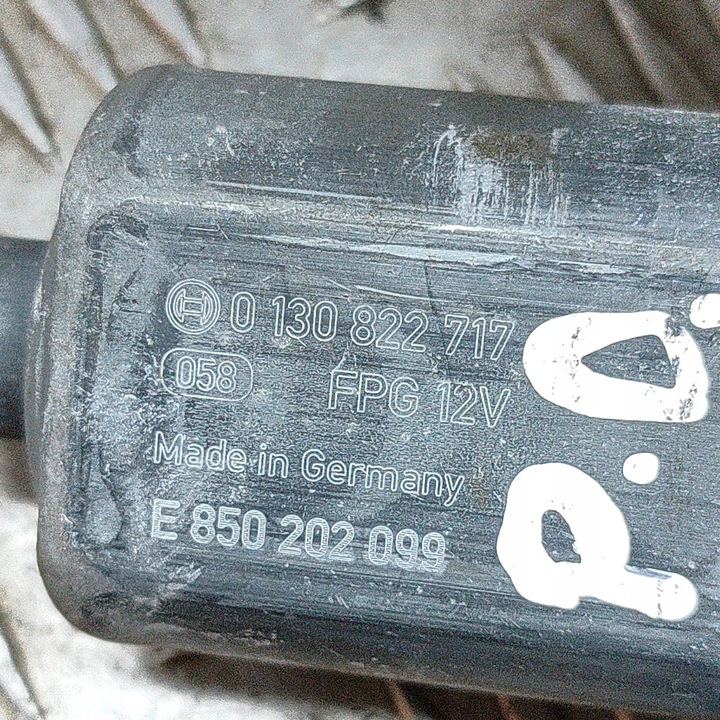 0 130 822 717
058 FPG 12V
Made in Germany
E 850 202 099
P.D.